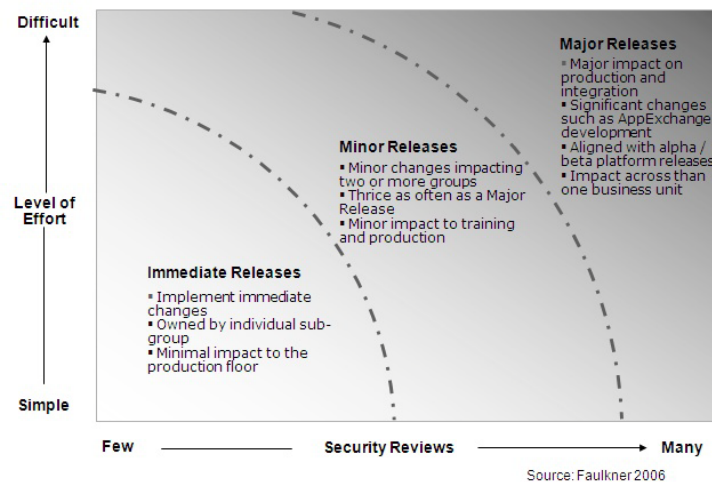 Difficult
Level of
Effort
Simple
Major Releases
▪ Major impact on
production and
integration
▪ Significant changes
such as AppExchange
development
▪ Aligned with alpha /
beta platform releases
▪ Impact across than
one business unit
Minor Releases
▪ Minor changes impacting
two or more groups
▪ Thrice as often as a Major
Release
▪ Minor impact to training
and production
Immediate Releases
▪ Implement immediate
changes
▪ Owned by individual sub-
group
▪ Minimal impact to the
production floor
Few
Security Reviews
Many
Source: Faulkner 2006